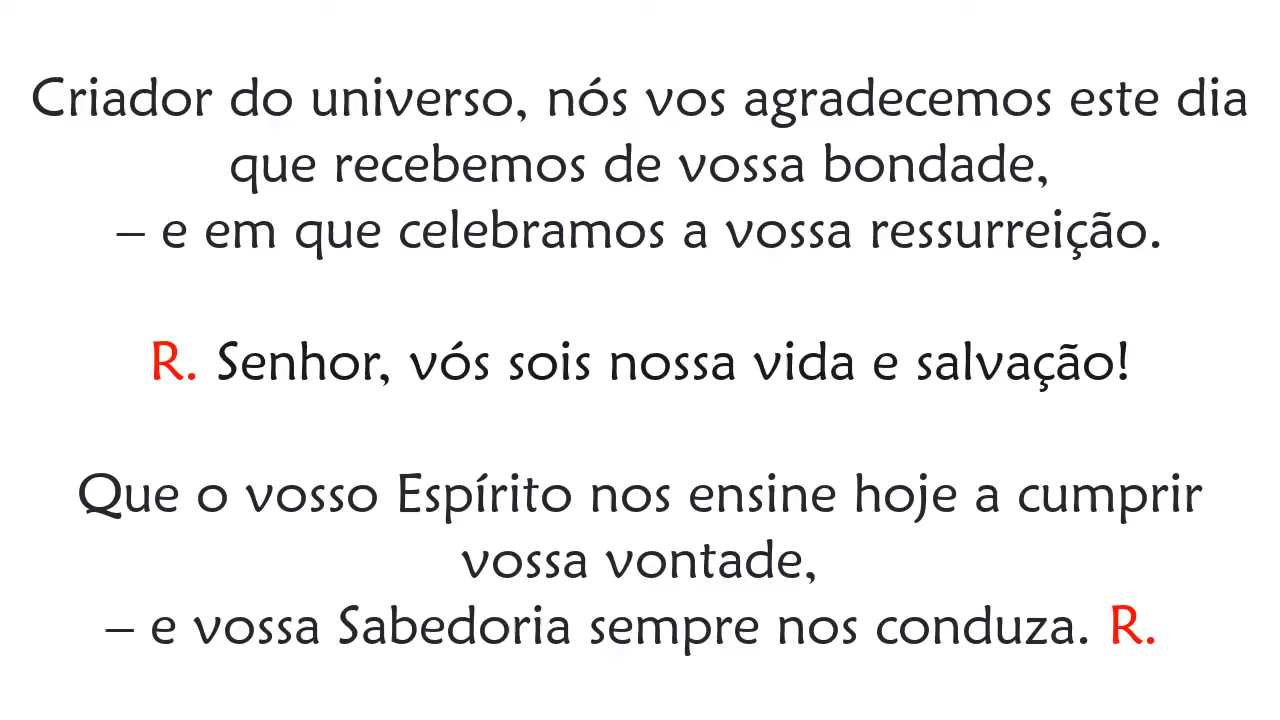 Criador do universo, nós vos agradecemos este dia
que recebemos de vossa bondade,
– e em que celebramos a vossa ressurreição.
R. Senhor, vós sois nossa vida e salvação!
Que o vosso Espírito nos ensine hoje a cumprir
vossa vontade,
– e vossa Sabedoria sempre nos conduza. R.